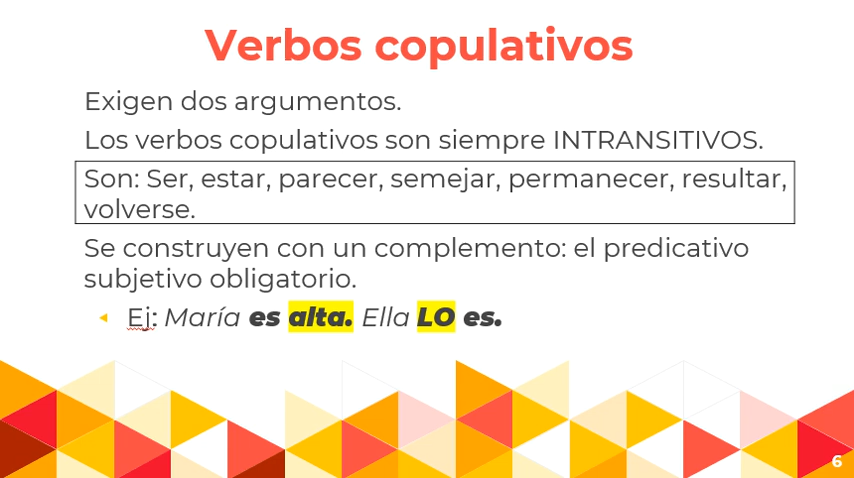 Verbos copulativos
Exigen dos argumentos.
Los verbos copulativos son siempre INTRANSITIVOS.
Son: Ser, estar, parecer, semejar, permanecer, resultar,
volverse.
Se construyen con un complemento: el predicativo
subjetivo obligatorio.
Ej: María es alta. Ella LO es.
6